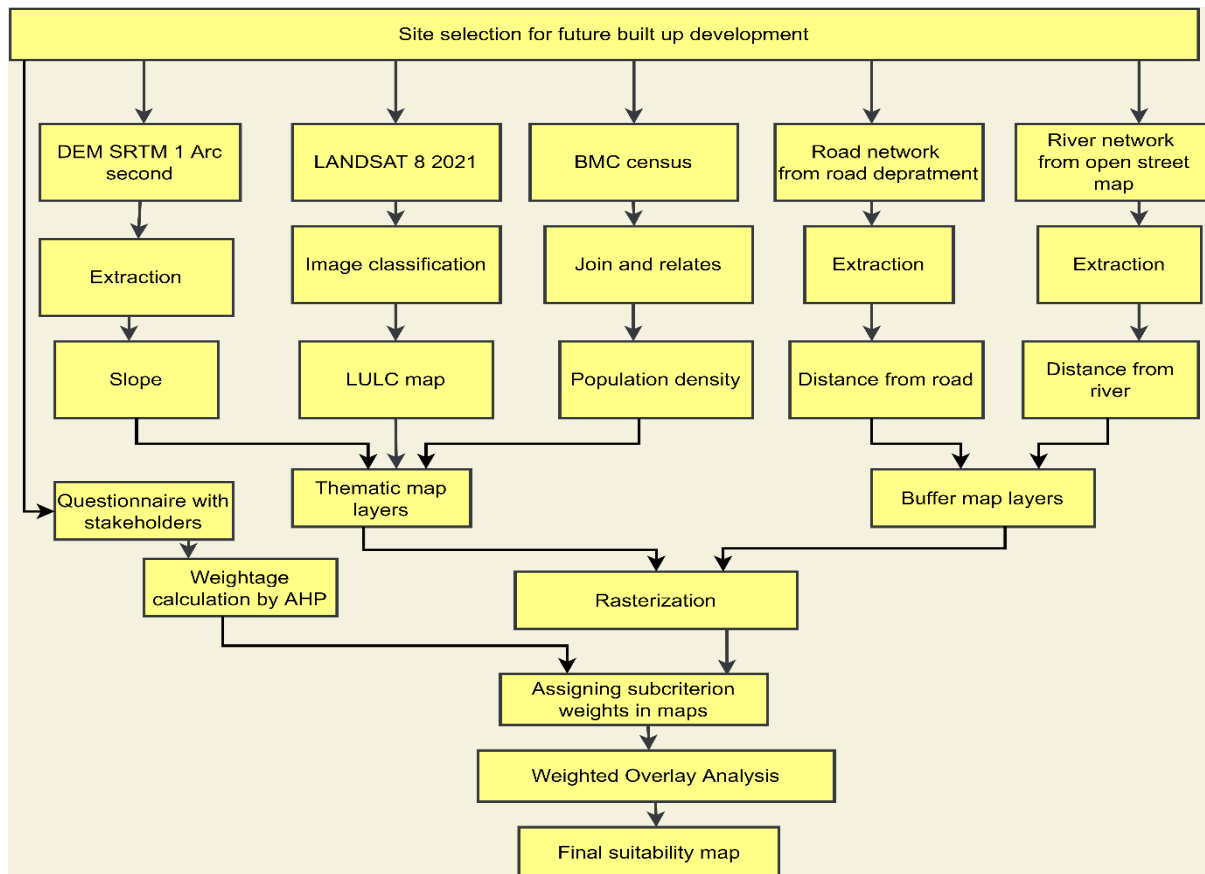 Site selection for future built up development
DEM SRTM 1 Arc
second
LANDSAT 8 2021
BMC census
Road network
from road depratment
River network
from open street
map
Extraction
Image classification
Join and relates
Extraction
Extraction
Slope
LULC map
Population density
Distance from road
Distance from
river
Questionnaire with
stakeholders
Thematic map
layers
Buffer map layers
Weightage
calculation by AHP
Rasterization
Assigning subcriterion
weights in maps
Weighted Overlay Analysis
Final suitability map